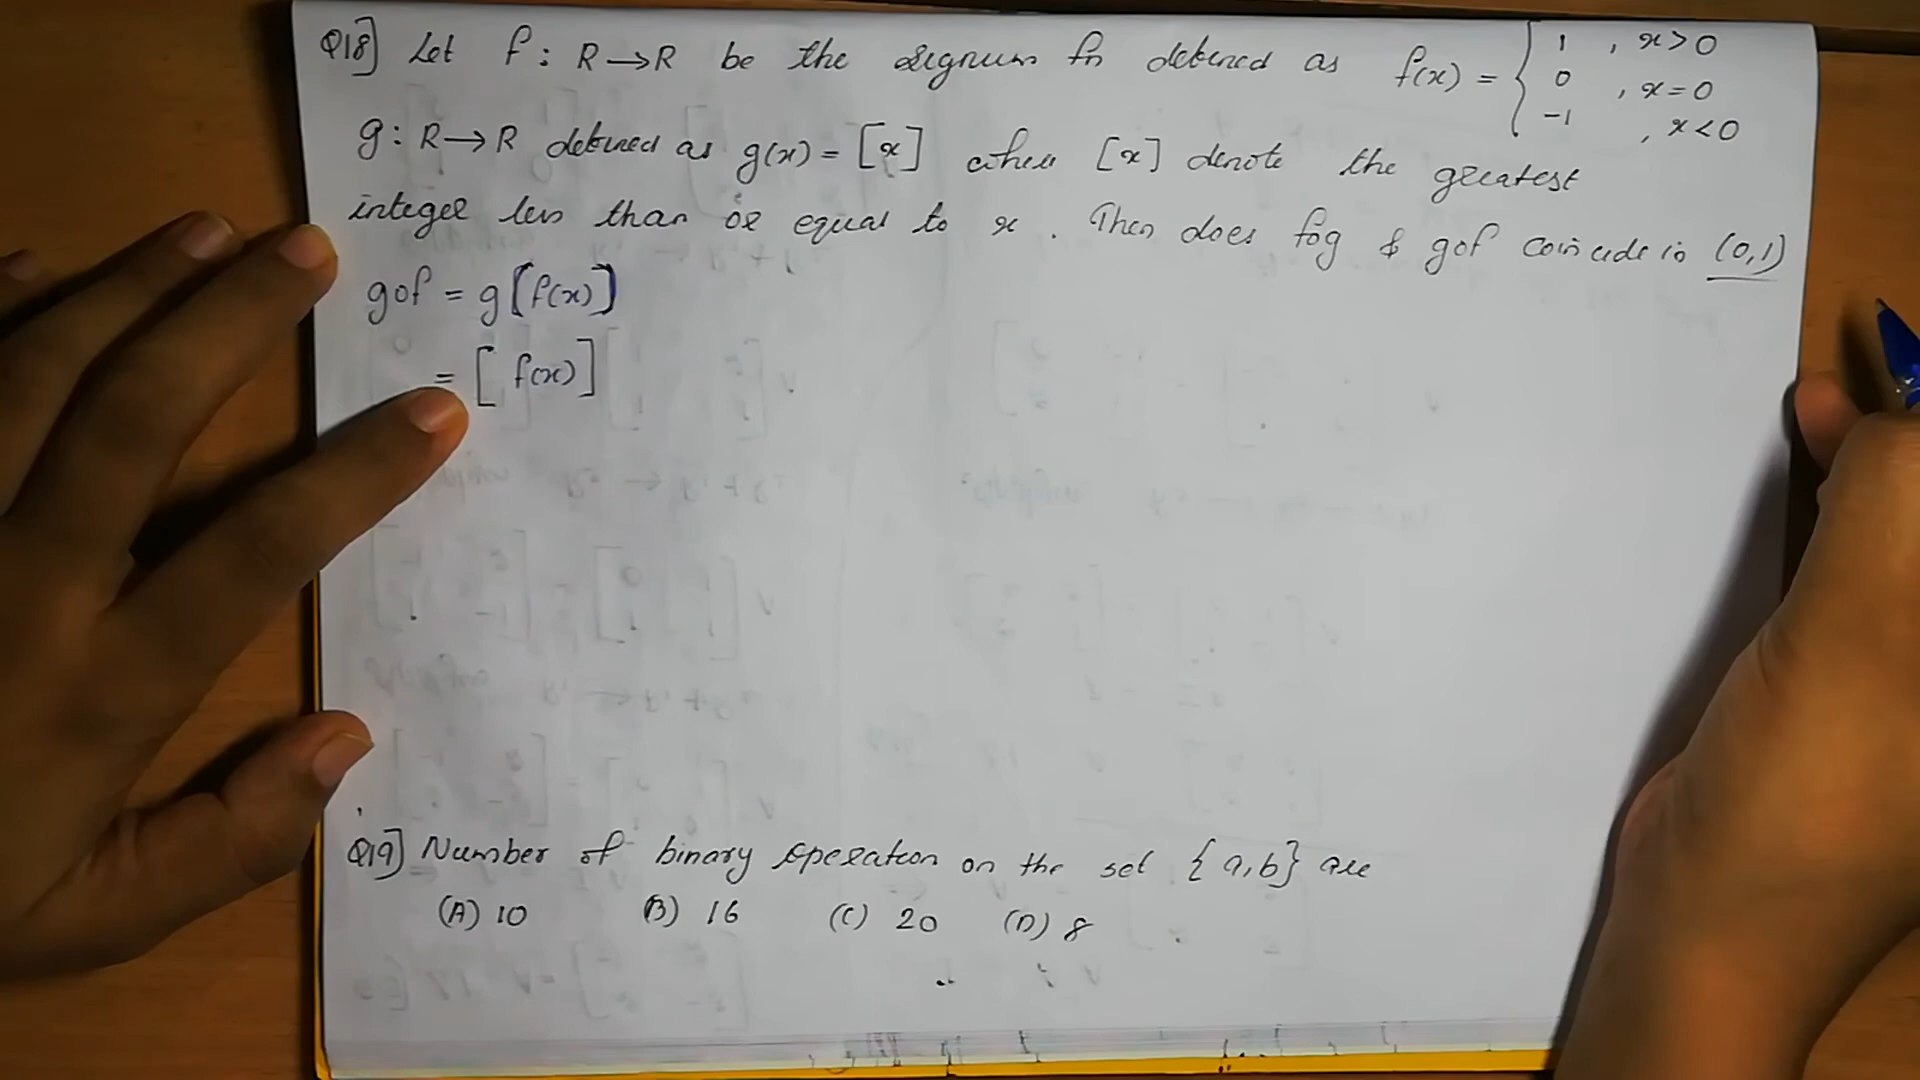 Q18] Let f : R→R be the signum fn defined as f(x) = { 1 , x>0
0 , x=0
-1 , x<0
g : R→R defined as g(x) = [x] when [x] denote the greatest
integer less than or equal to x . Then does fog & gof coincide in (0,1)
gof = g[f(x)]
= [f(x)]
Q19] Number of binary operation on the set {a,b} are
(A) 10 (B) 16 (C) 20 (D) 8